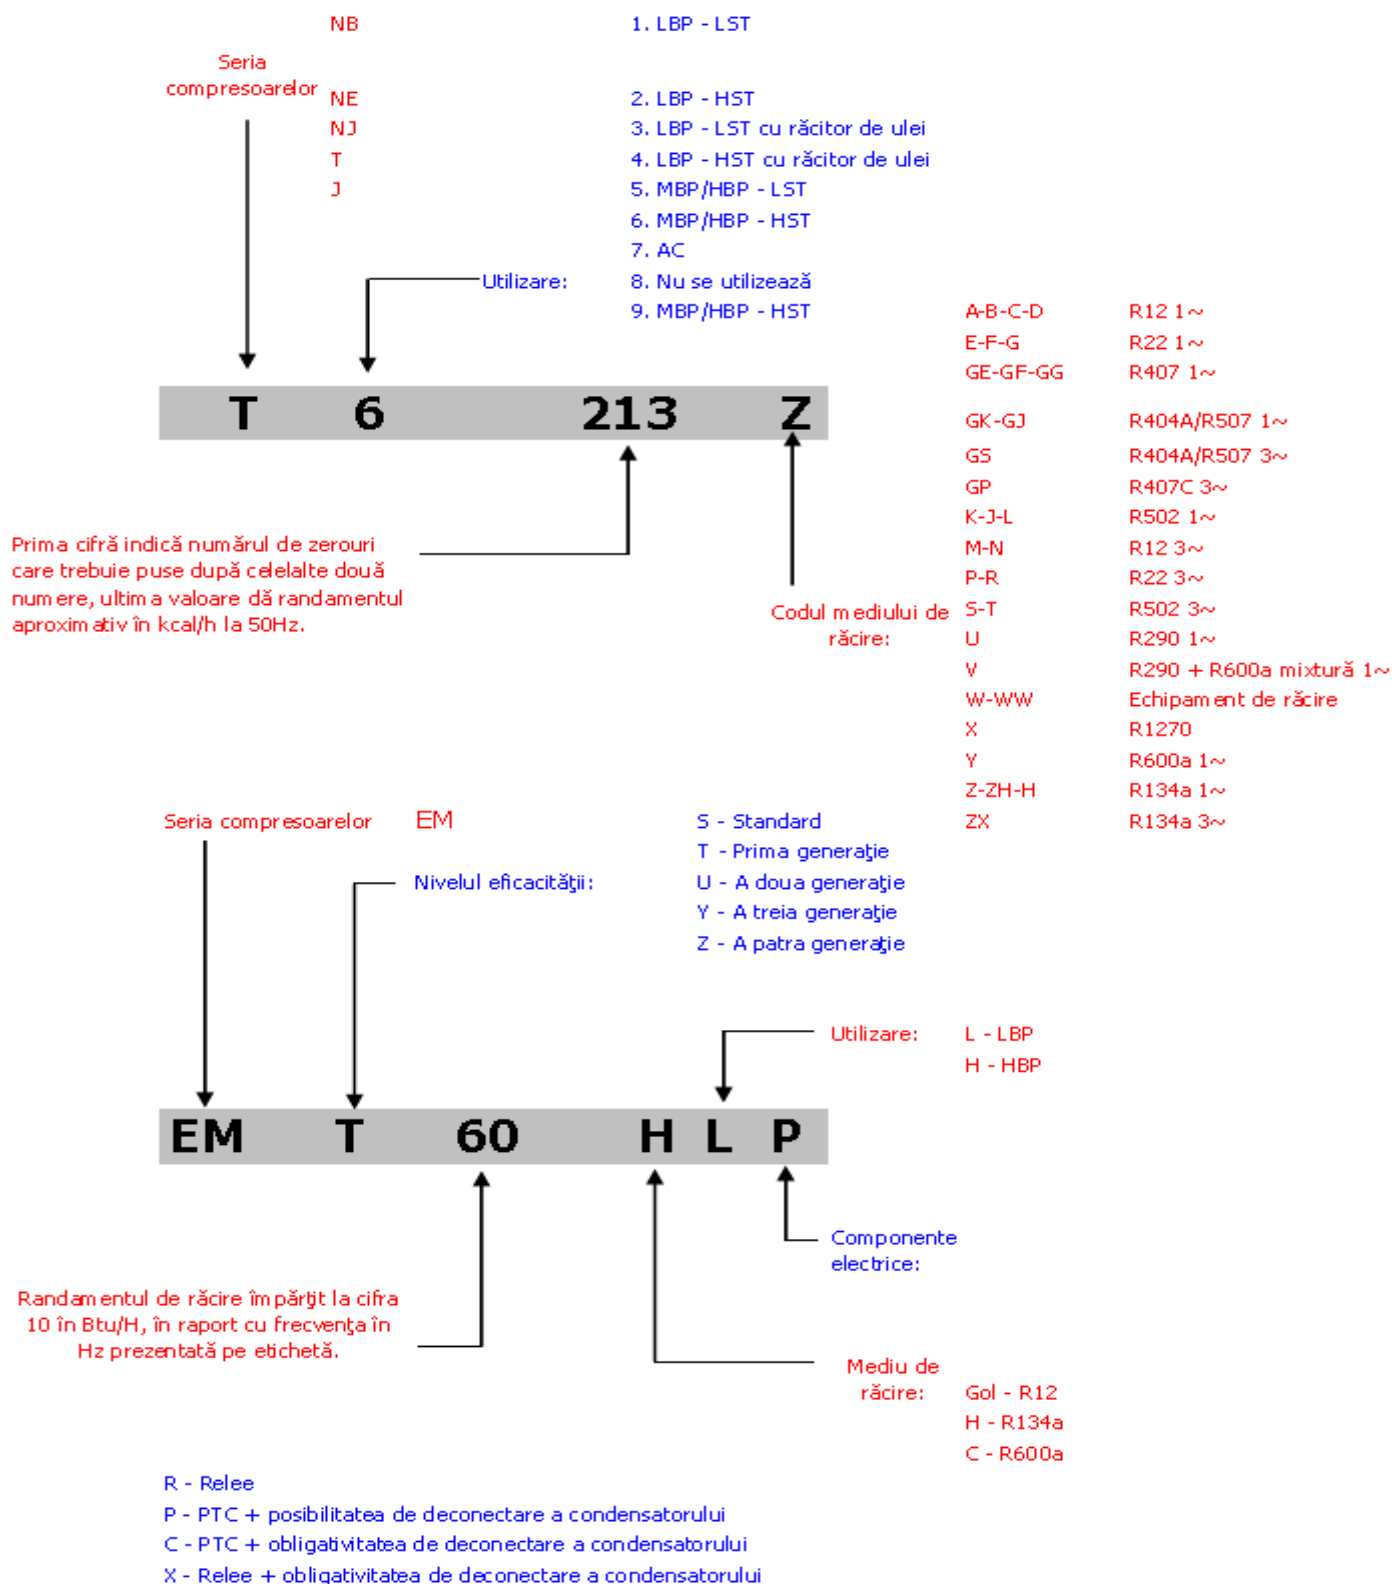 NB 1. LBP - LST
Seria
compresoarelor
NE 2. LBP - HST
NJ 3. LBP - LST cu răcitor de ulei
T 4. LBP - HST cu răcitor de ulei
J 5. MBP/HBP - LST
6. MBP/HBP - HST
7. AC
Utilizare: 8. Nu se utilizează
9. MBP/HBP - HST
T 6 213 Z
A-B-C-D R12 1~
E-F-G R22 1~
GE-GF-GG R407 1~
GK-GJ R404A/R507 1~
GS R404A/R507 3~
GP R407C 3~
K-J-L R502 1~
M-N R12 3~
P-R R22 3~
S-T R502 3~
U R290 1~
V R290 + R600a mixtură 1~
W-WW Echipament de răcire
X R1270
Y R600a 1~
Z-ZH-H R134a 1~
ZX R134a 3~
Codul mediului de
răcire:
Prima cifră indică numărul de zerouri
care trebuie puse după celelalte două
numere, ultima valoare dă randamentul
aproximativ în kcal/h la 50Hz.
Seria compresoarelor EM
S - Standard
T - Prima generaţie
Nivelul eficacităţii: U - A doua generaţie
Y - A treia generaţie
Z - A patra generaţie
Utilizare: L - LBP
H - HBP
EM T 60 H L P
Componente
electrice:
Randamentul de răcire împărţit la cifra
10 în Btu/H, în raport cu frecvenţa în
Hz prezentată pe etichetă.
Mediu de
răcire: Gol - R12
H - R134a
C - R600a
R - Relee
P - PTC + posibilitatea de deconectare a condensatorului
C - PTC + obligativitatea de deconectare a condensatorului
X - Relee + obligativitatea de deconectare a condensatorului